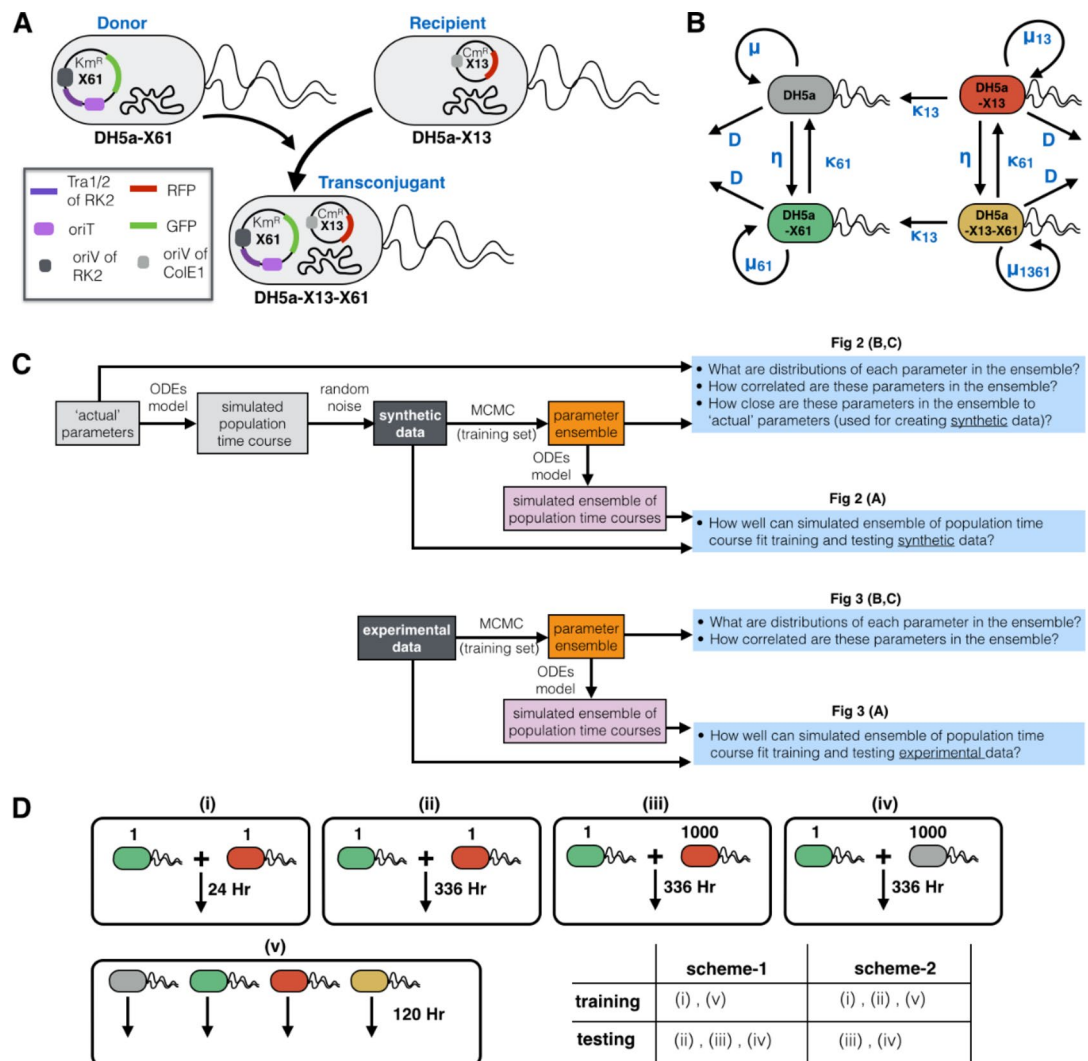 A
Donor
Recipient
Km^R
X61
Cm^R
X13
DH5a-X61
DH5a-X13
Transconjugant
Tra1/2
of RK2
RFP
oriT
GFP
oriV of
RK2
oriV of
ColE1
Km^R
X61
Cm^R
X13
DH5a-X13-X61
B
μ
μ13
DH5a
DH5a
-X13
κ13
D
η
κ61
D
η
κ61
D
D
DH5a
-X61
DH5a
-X13-X61
κ13
μ61
μ1361
C
Fig 2 (B,C)
'actual'
parameters
ODEs
model
simulated
population
time course
random
noise
synthetic
data
MCMC
(training set)
parameter
ensemble
• What are distributions of each parameter in the ensemble?
• How correlated are these parameters in the ensemble?
• How close are these parameters in the ensemble to
'actual' parameters (used for creating synthetic data)?
ODEs
model
simulated ensemble of
population time courses
Fig 2 (A)
• How well can simulated ensemble of population time
course fit training and testing synthetic data?
Fig 3 (B,C)
experimental
data
MCMC
(training set)
parameter
ensemble
• What are distributions of each parameter in the ensemble?
• How correlated are these parameters in the ensemble?
ODEs
model
simulated ensemble of
population time courses
Fig 3 (A)
• How well can simulated ensemble of population time
course fit training and testing experimental data?
D
(i)
1
1
+
24 Hr
(ii)
1
1
+
336 Hr
(iii)
1
1000
+
336 Hr
(iv)
1
1000
+
336 Hr
(v)
120 Hr
scheme-1
scheme-2
training
(i) , (v)
(i) , (ii) , (v)
testing
(ii) , (iii) , (iv)
(iii) , (iv)